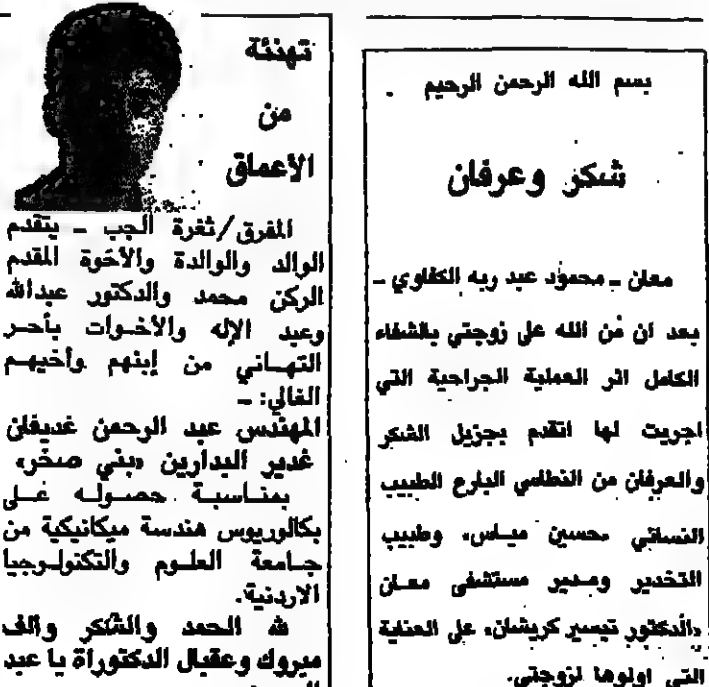 بسم الله الرحمن الرحيم
شكر وعرفان
معان - محمود عبد ربه الكفاوي -
بعد ان من الله على زوجتي بالشفاء
الكامل اثر العملية الجراحية التي
اجريت لها اتقدم بجزيل الشكر
والعرفان من النطاسي البارع الطبيب
النسائي «حسين مياس» وطبيب
التخدير ومدير مستشفى معان
«الدكتور تيسير كريشان» على العناية
التي اولوها لزوجتي.
تهنئة
من
الأعماق
المفرق/ثغرة الجب - يتقدم
الوالد والوالدة والأخوة المقدم
الركن محمد والدكتور عبدالله
وعبد الإله والأخوات بأحر
التهاني من إبنهم وأخيهم
الغالي: -
المهندس عبد الرحمن غديفان
غدير البدارين «بني صخر»
بمناسبة حصوله على
بكالوريوس هندسة ميكانيكية من
جامعة العلوم والتكنولوجيا
الاردنية.
لله الحمد والشكر والف
مبروك وعقبال الدكتوراة يا عبد